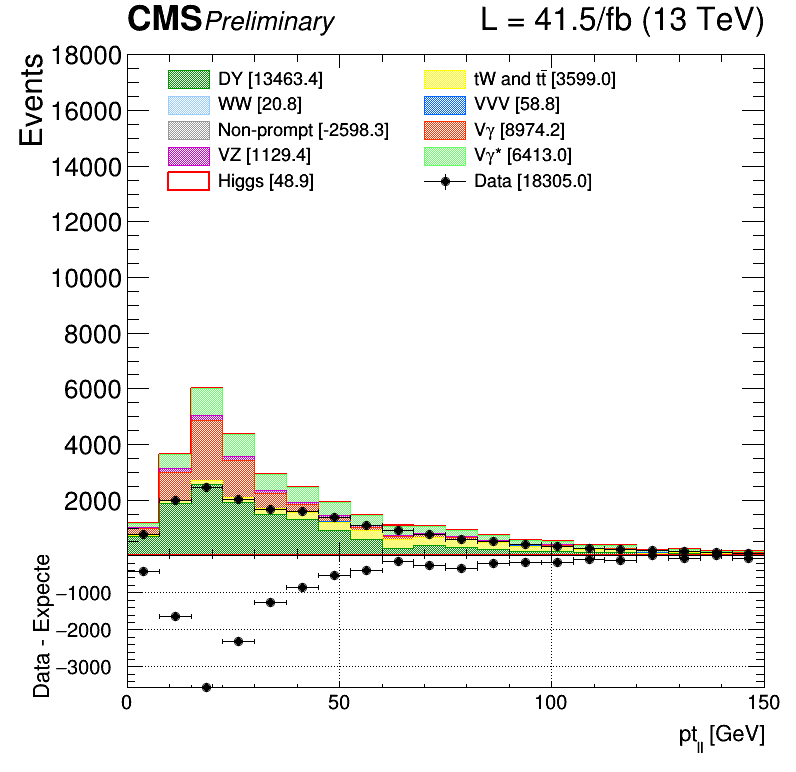 CMS Preliminary L = 41.5/fb (13 TeV)
Events
18000
16000
14000
12000
10000
8000
6000
4000
2000
DY [13463.4]
tW and tt̄ [3599.0]
WW [20.8]
VVV [58.8]
Non-prompt [-2598.3]
Vγ [8974.2]
VZ [1129.4]
Vγ* [6413.0]
Higgs [48.9]
Data [18305.0]
Data - Expecte
−1000
−2000
−3000
0 50 100 150
pt_ll [GeV]